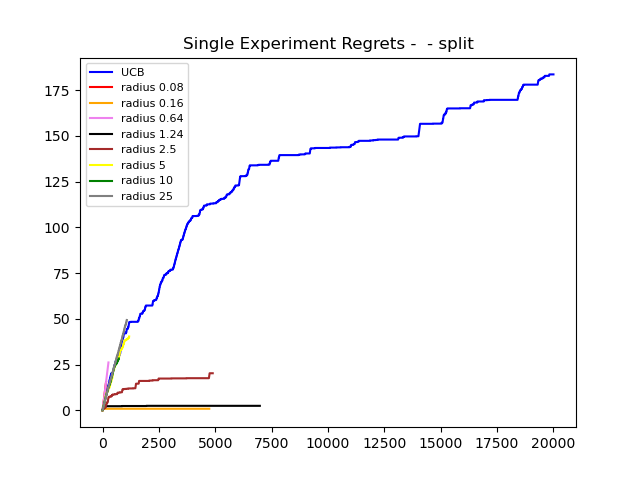 Single Experiment Regrets -  - split
UCB
radius 0.08
radius 0.16
radius 0.64
radius 1.24
radius 2.5
radius 5
radius 10
radius 25
175
150
125
100
75
50
25
0
0 2500 5000 7500 10000 12500 15000 17500 20000